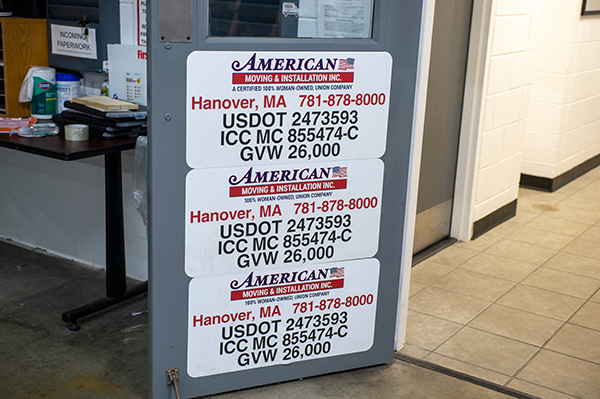 INCOMING
PAPERWORK
First
AMERICAN
MOVING & INSTALLATION INC.
A CERTIFIED 100% WOMAN-OWNED, UNION COMPANY
Hanover, MA 781-878-8000
USDOT 2473593
ICC MC 855474-C
GVW 26,000
AMERICAN
MOVING & INSTALLATION INC.
100% WOMAN-OWNED, UNION COMPANY
Hanover, MA 781-878-8000
USDOT 2473593
ICC MC 855474-C
GVW 26,000
AMERICAN
MOVING & INSTALLATION INC.
100% WOMAN-OWNED, UNION COMPANY
Hanover, MA 781-878-8000
USDOT 2473593
ICC MC 855474-C
GVW 26,000